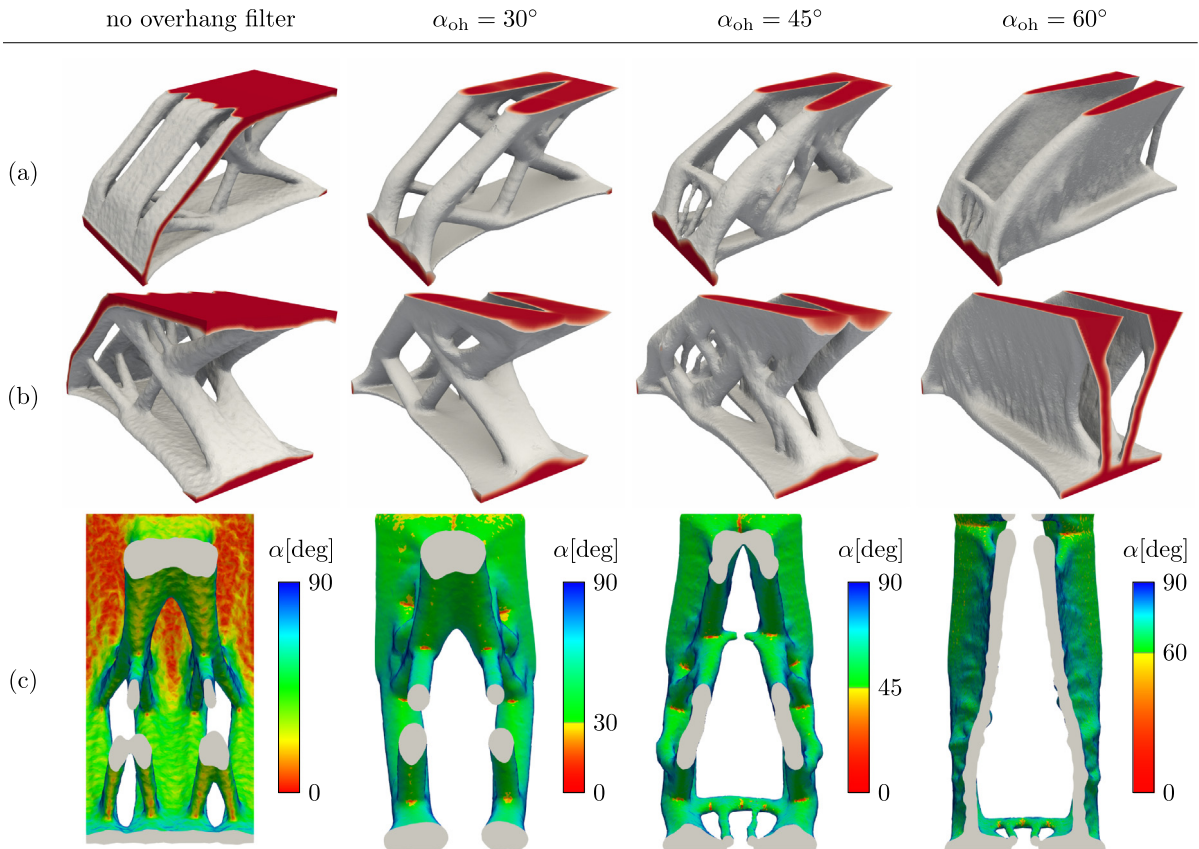 no overhang filter α_oh = 30° α_oh = 45° α_oh = 60°
(a)
(b)
α[deg] α[deg] α[deg] α[deg]
90 90 90 90
60
(c)
45
30
0 0 0 0